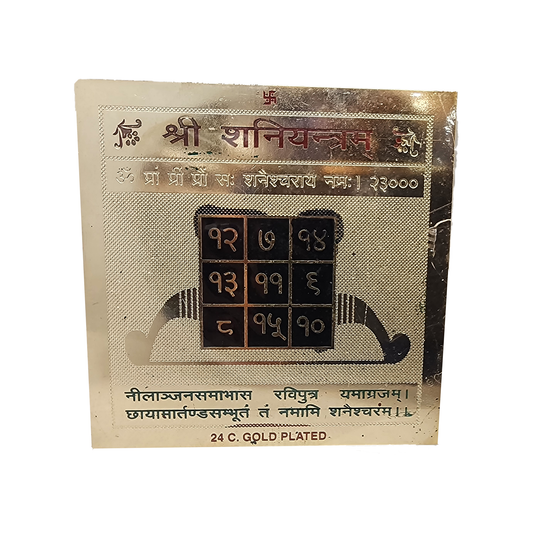 श्री शनियन्त्रम्
ॐ प्रां प्रीं प्रौं सः शनैश्चराय नमः। २३०००
१२ ७ १४
१३ ११ ९
८ १५ १०
नीलाञ्जनसमाभास रविपुत्र यमाग्रजम्।
छायामार्तण्डसम्भूतं तं नमामि शनैश्चरंम।।
24 C. GOLD PLATED